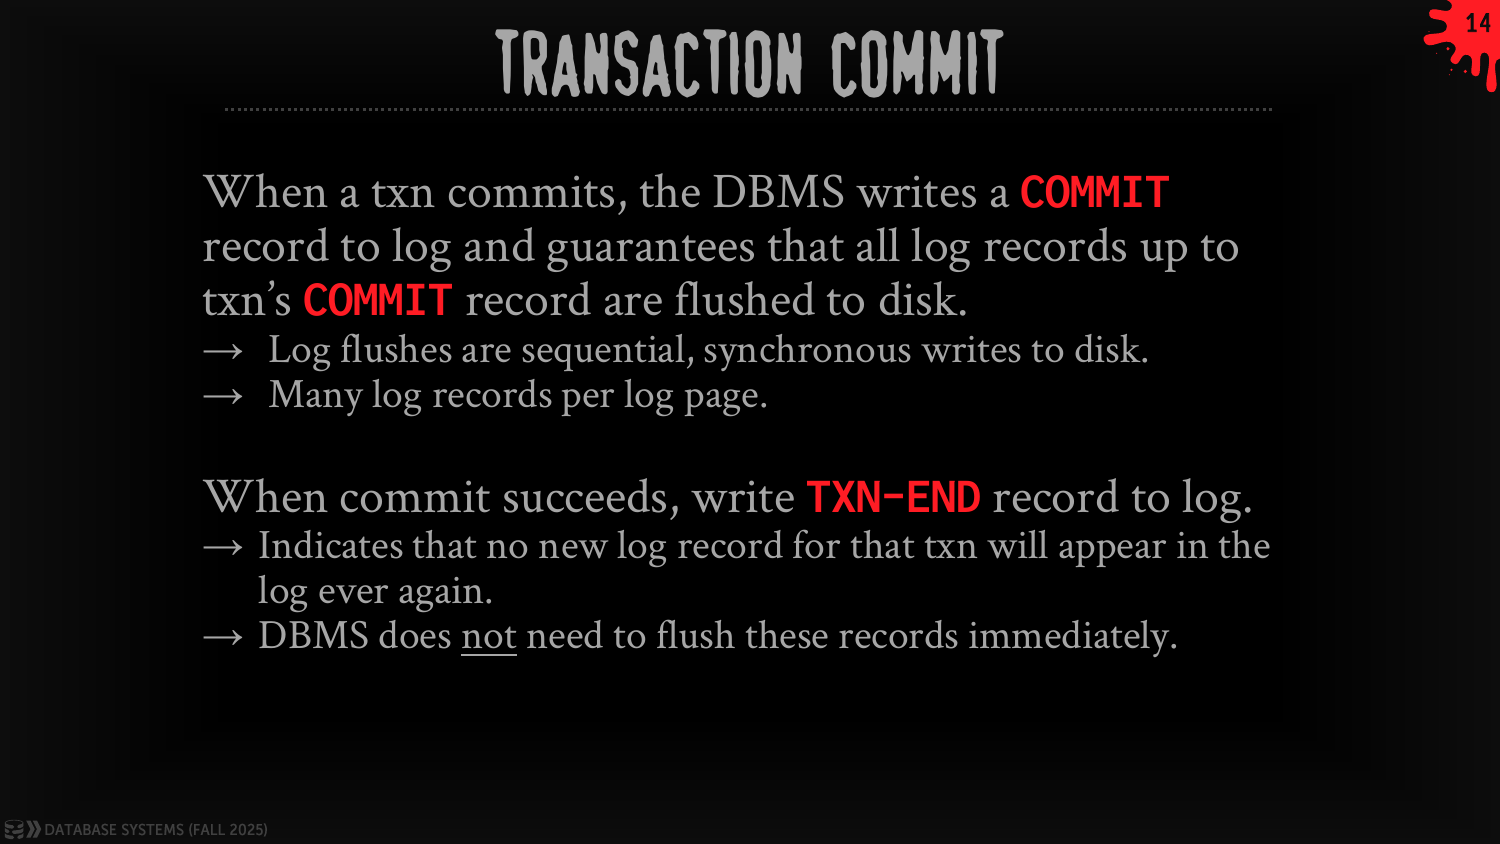 14
TRANSACTION COMMIT
When a txn commits, the DBMS writes a COMMIT
record to log and guarantees that all log records up to
txn’s COMMIT record are flushed to disk.
→ Log flushes are sequential, synchronous writes to disk.
→ Many log records per log page.
When commit succeeds, write TXN-END record to log.
→ Indicates that no new log record for that txn will appear in the
log ever again.
→ DBMS does not need to flush these records immediately.
DATABASE SYSTEMS (FALL 2025)